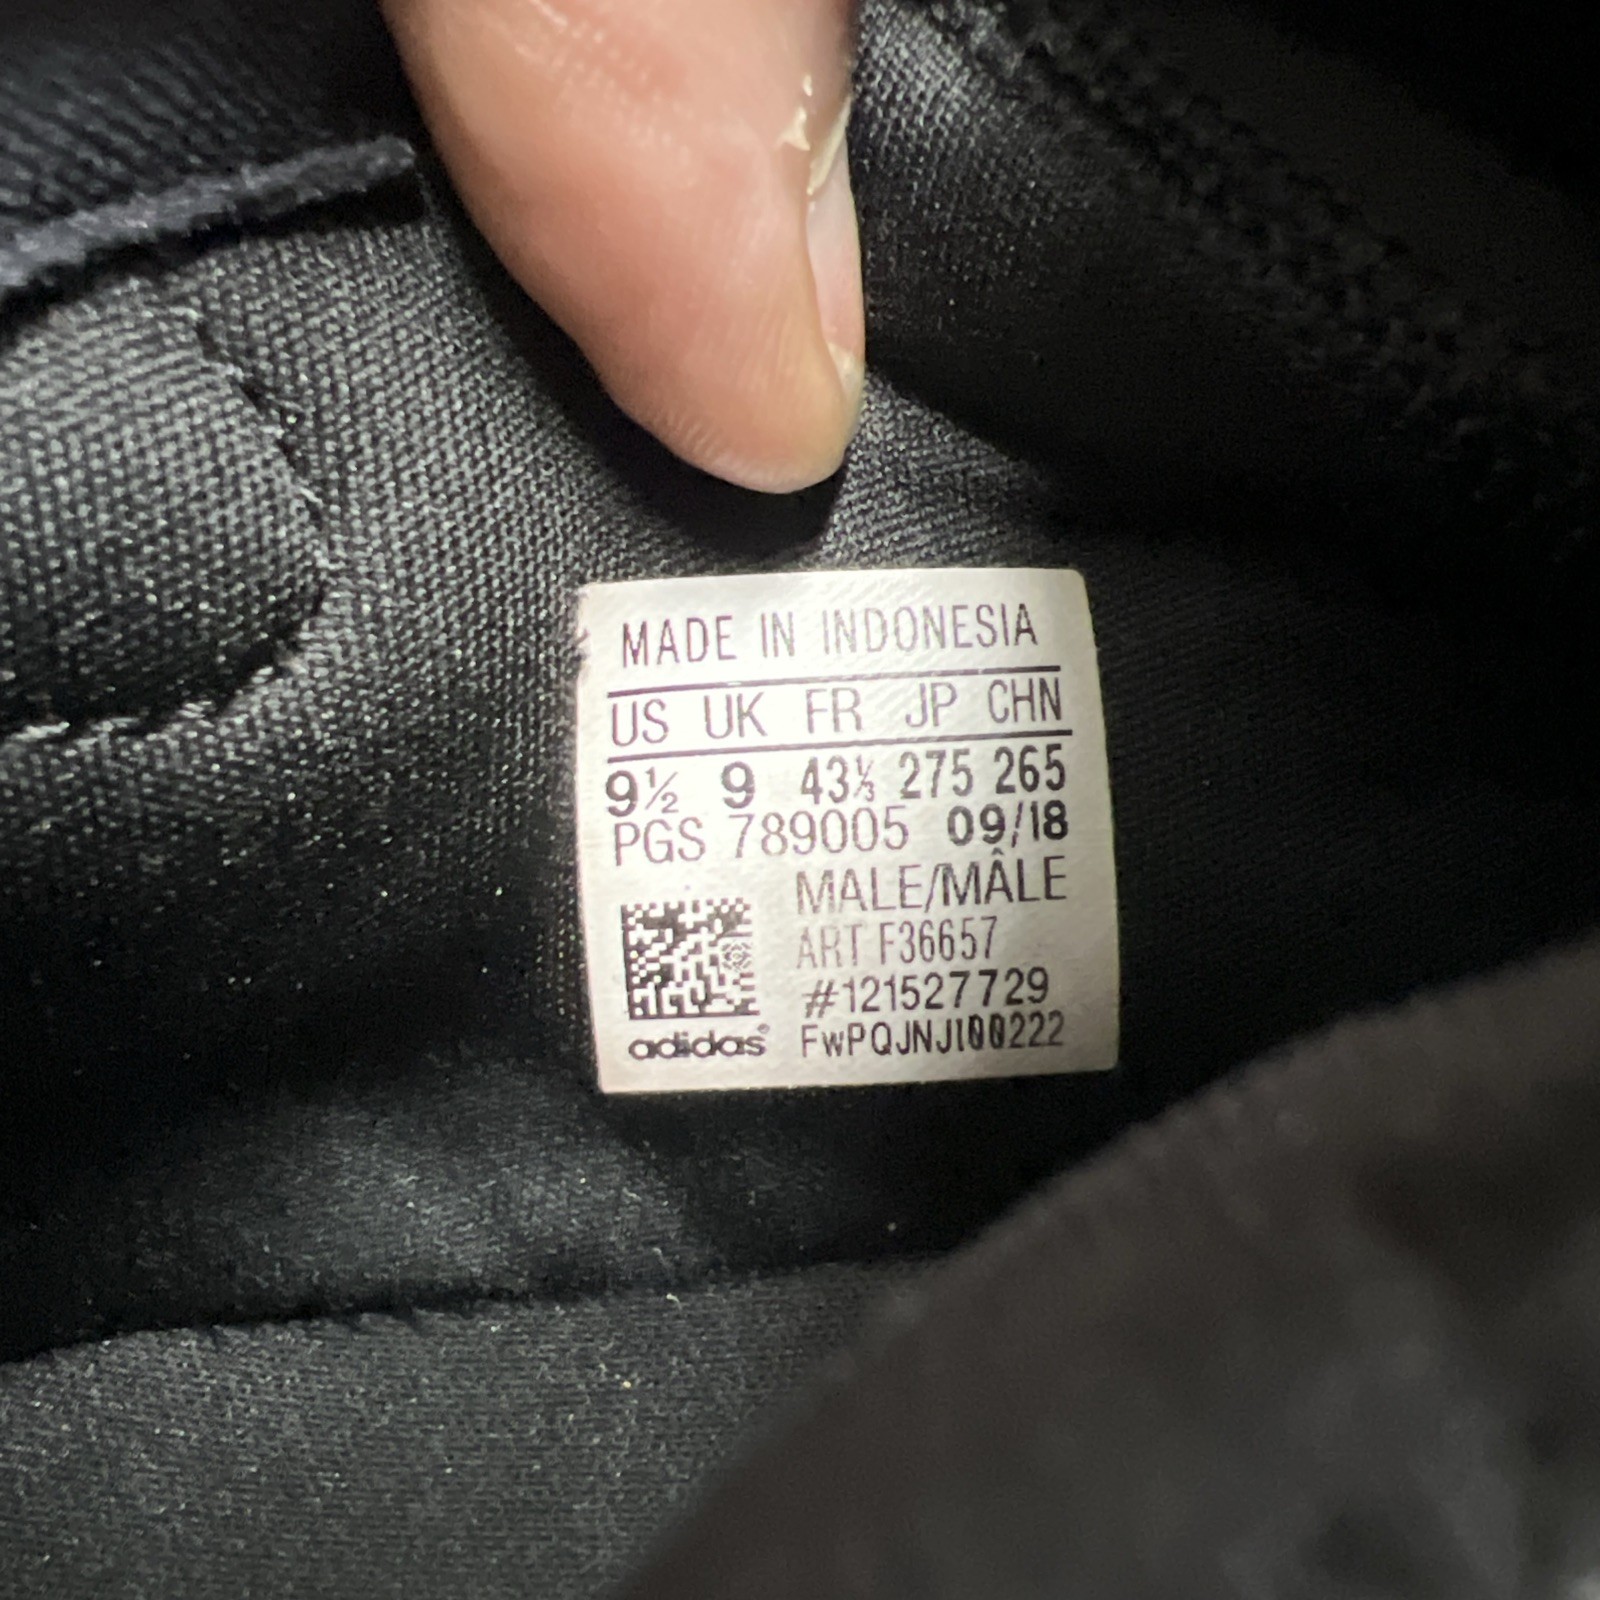 MADE IN INDONESIA
US UK FR JP CHN
9½ 9 43⅓ 275 265
PGS 789005 09/18
MALE/MÂLE
ART F36657
#121527729
adidas® FwPQJNJI00222